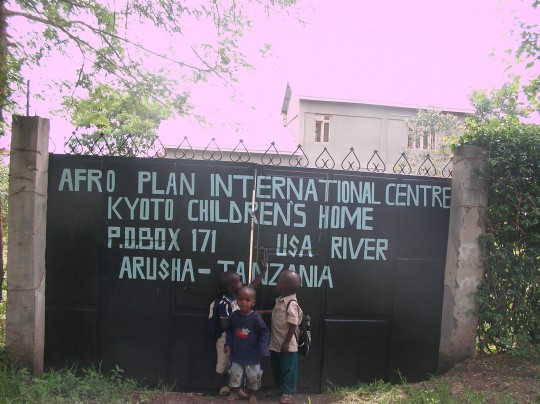 AFRO PLAN INTERNATIONAL CENTRE
KYOTO CHILDREN'S HOME
P.O.BOX 171 USA RIVER
ARUSHA-TANZANIA